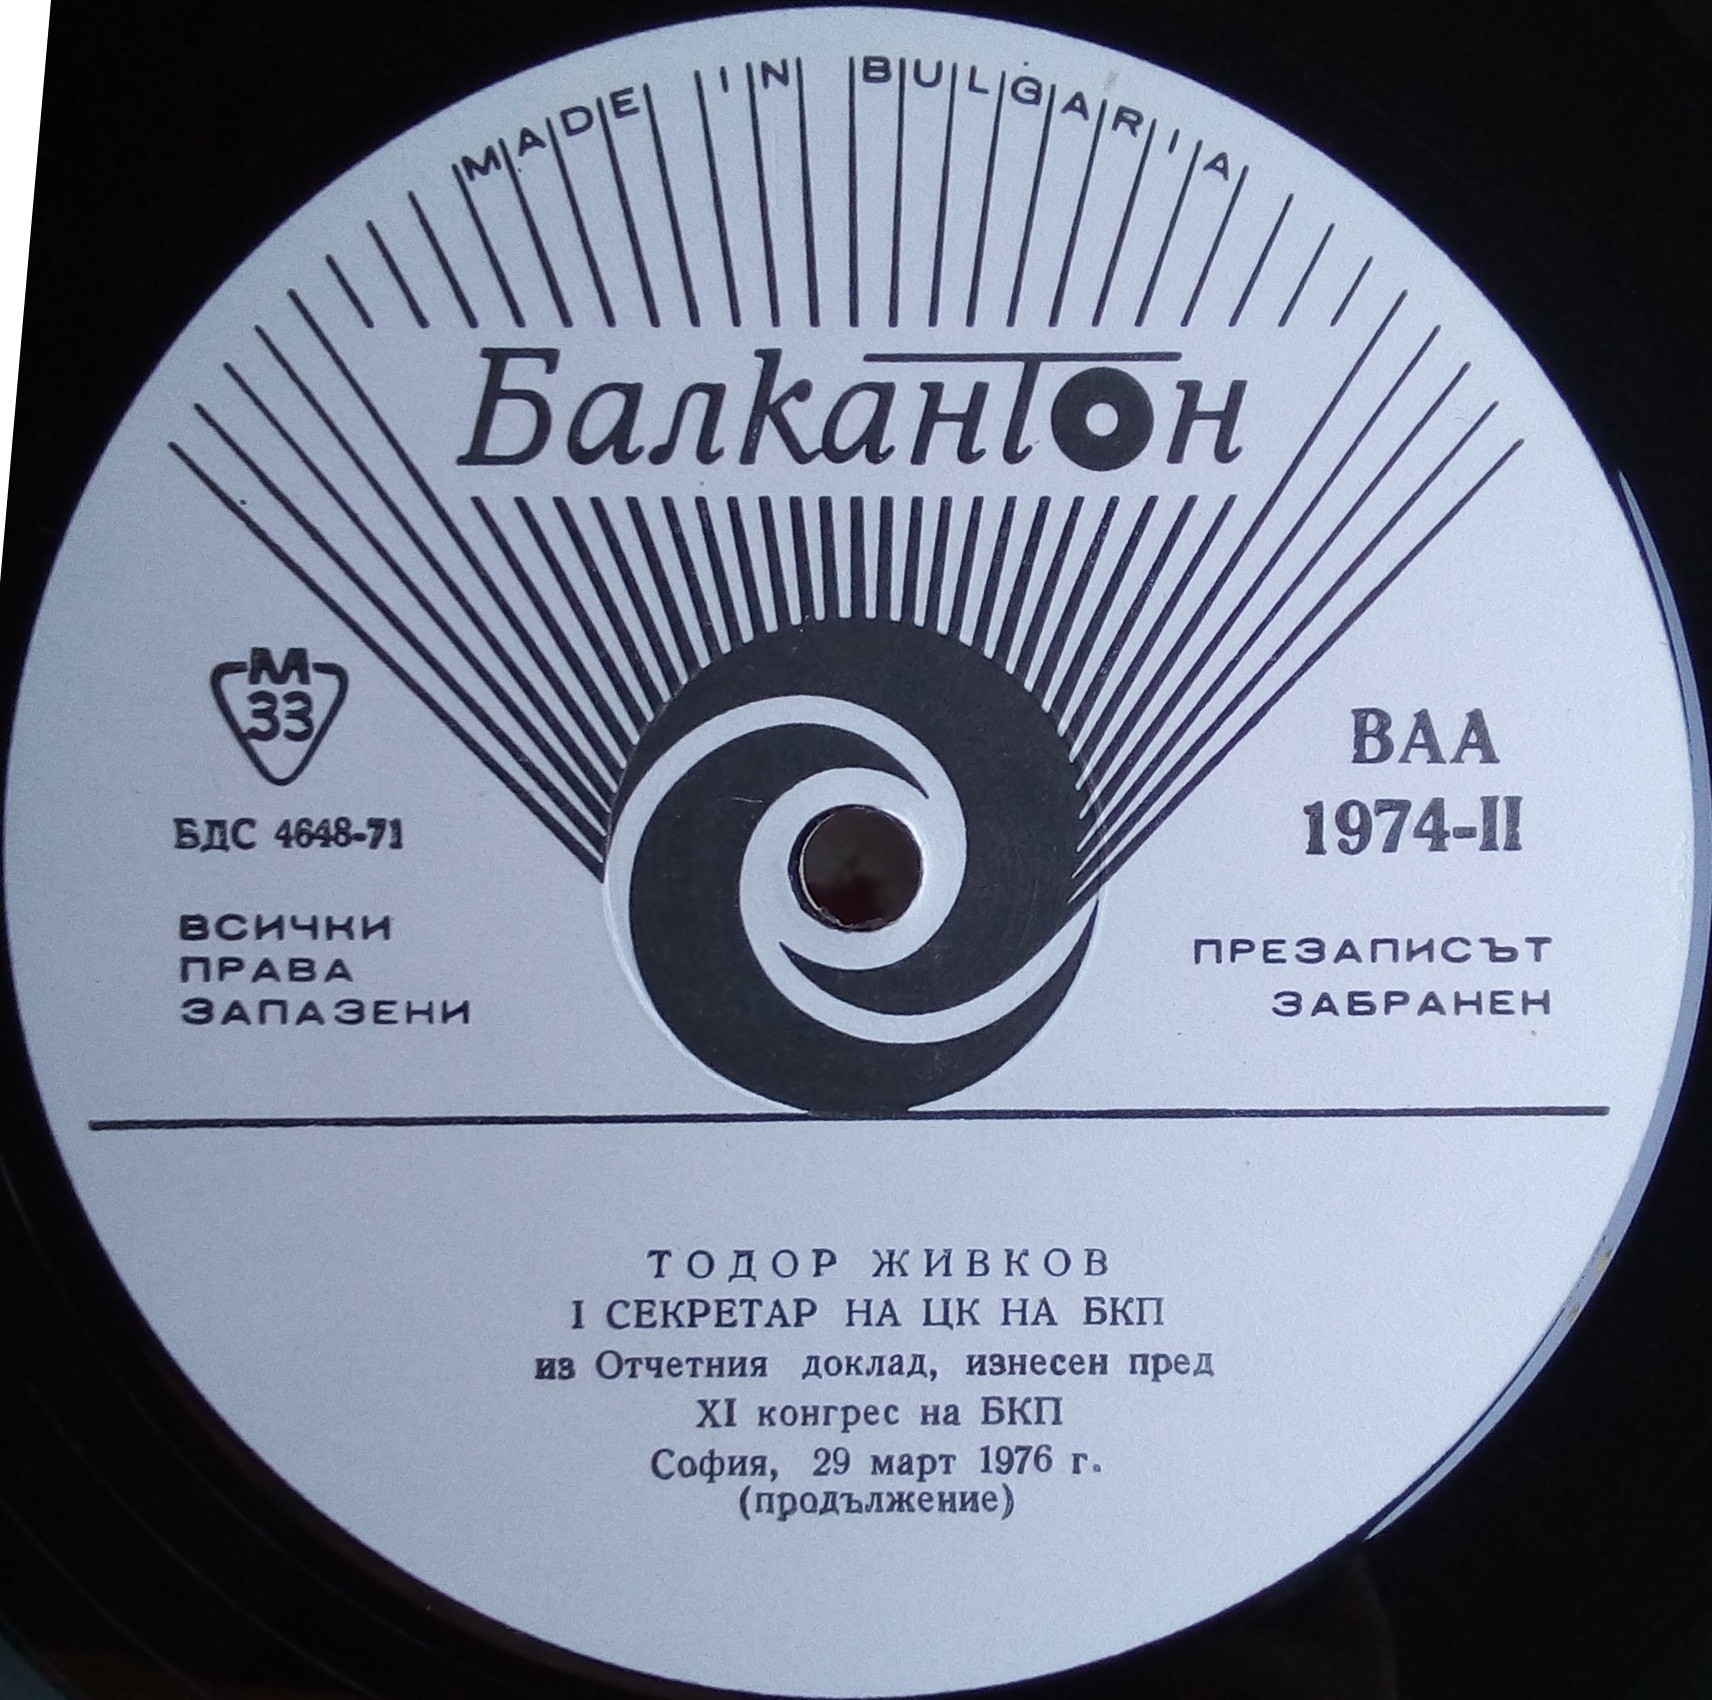 MADE IN BULGARIA
Балкантон
М
33
БДС 4648-71
ВСИЧКИ
ПРАВА
ЗАПАЗЕНИ
ВАА
1974-II
ПРЕЗАПИСЪТ
ЗАБРАНЕН
ТОДОР ЖИВКОВ
I СЕКРЕТАР НА ЦК НА БКП
из Отчетния доклад, изнесен пред
XI конгрес на БКП
София, 29 март 1976 г.
(продължение)